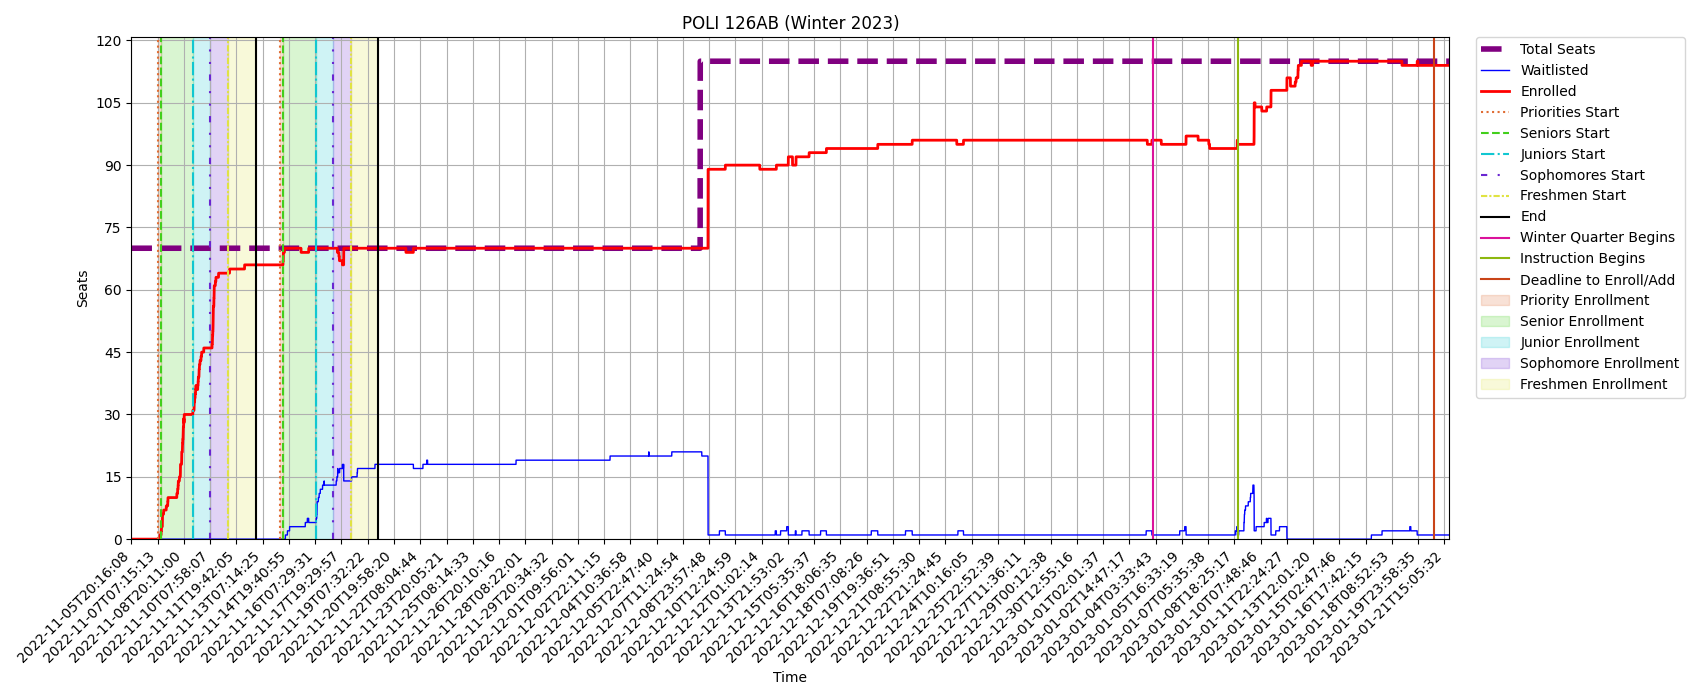 POLI 126AB (Winter 2023)
Seats
120
105
90
75
60
45
30
15
0
2022-11-05T20:16:08
2022-11-07T07:15:13
2022-11-08T20:11:00
2022-11-10T07:58:07
2022-11-11T19:42:05
2022-11-13T07:14:25
2022-11-14T19:40:55
2022-11-16T07:29:31
2022-11-17T19:29:57
2022-11-19T07:32:22
2022-11-20T19:58:20
2022-11-22T08:04:44
2022-11-23T20:05:21
2022-11-25T08:14:33
2022-11-26T20:10:16
2022-11-28T08:22:01
2022-11-29T20:34:32
2022-12-01T09:56:01
2022-12-02T22:11:15
2022-12-04T10:36:58
2022-12-05T22:47:40
2022-12-07T11:24:54
2022-12-08T23:57:48
2022-12-10T12:24:59
2022-12-12T01:02:14
2022-12-13T21:53:02
2022-12-15T05:35:37
2022-12-16T18:06:35
2022-12-18T07:08:26
2022-12-19T19:36:51
2022-12-21T08:55:30
2022-12-22T21:24:45
2022-12-24T10:16:05
2022-12-25T22:52:39
2022-12-27T11:36:11
2022-12-29T00:12:38
2022-12-30T12:55:16
2023-01-01T02:01:37
2023-01-02T14:47:17
2023-01-04T03:33:43
2023-01-05T16:33:19
2023-01-07T05:35:38
2023-01-08T18:25:17
2023-01-10T07:48:46
2023-01-11T22:24:27
2023-01-13T12:01:20
2023-01-15T02:47:46
2023-01-16T17:42:15
2023-01-18T08:52:53
2023-01-19T23:58:35
2023-01-21T15:05:32
Time
Total Seats
Waitlisted
Enrolled
Priorities Start
Seniors Start
Juniors Start
Sophomores Start
Freshmen Start
End
Winter Quarter Begins
Instruction Begins
Deadline to Enroll/Add
Priority Enrollment
Senior Enrollment
Junior Enrollment
Sophomore Enrollment
Freshmen Enrollment